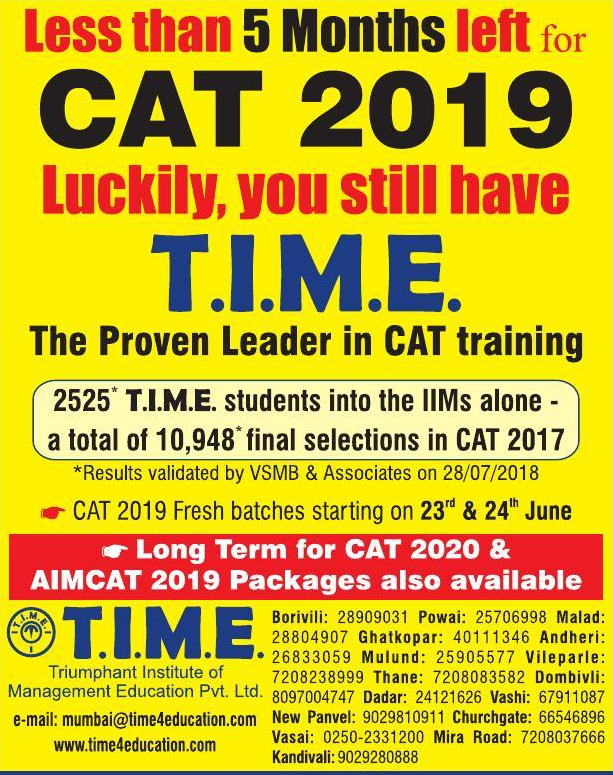 Less than 5 Months left for
CAT 2019
Luckily, you still have
T.I.M.E.
The Proven Leader in CAT training
2525* T.I.M.E. students into the IIMs alone -
a total of 10,948* final selections in CAT 2017
*Results validated by VSMB & Associates on 28/07/2018
☛ CAT 2019 Fresh batches starting on 23rd & 24th June
☛ Long Term for CAT 2020 &
AIMCAT 2019 Packages also available
T.I.M.E.
T.I.M.E.
Triumphant Institute of
Management Education Pvt. Ltd.
e-mail: mumbai@time4education.com
www.time4education.com
Borivili: 28909031 Powai: 25706998 Malad:
28804907 Ghatkopar: 40111346 Andheri:
26833059 Mulund: 25905577 Vileparle:
7208238999 Thane: 7208083582 Dombivli:
8097004747 Dadar: 24121626 Vashi: 67911087
New Panvel: 9029810911 Churchgate: 66546896
Vasai: 0250-2331200 Mira Road: 7208037666
Kandivali: 9029280888